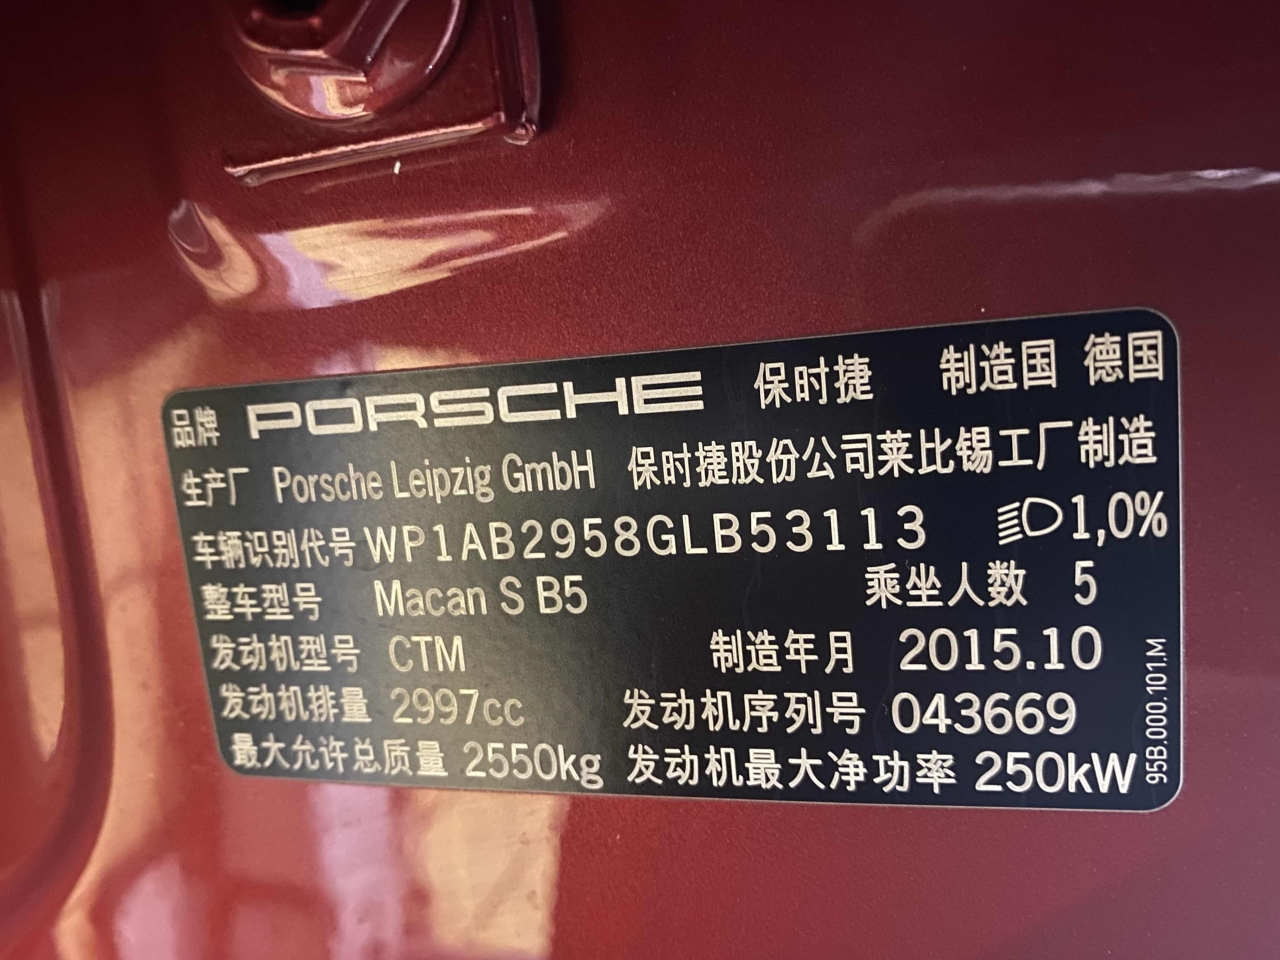 品牌 PORSCHE 保时捷 制造国 德国
生产厂 Porsche Leipzig GmbH 保时捷股份公司莱比锡工厂制造
车辆识别代号 WP1AB2958GLB53113 1,0%
整车型号 Macan S B5 乘坐人数 5
发动机型号 CTM 制造年月 2015.10
发动机排量 2997cc 发动机序列号 043669
最大允许总质量 2550kg 发动机最大净功率 250kW
95B.000.101.M